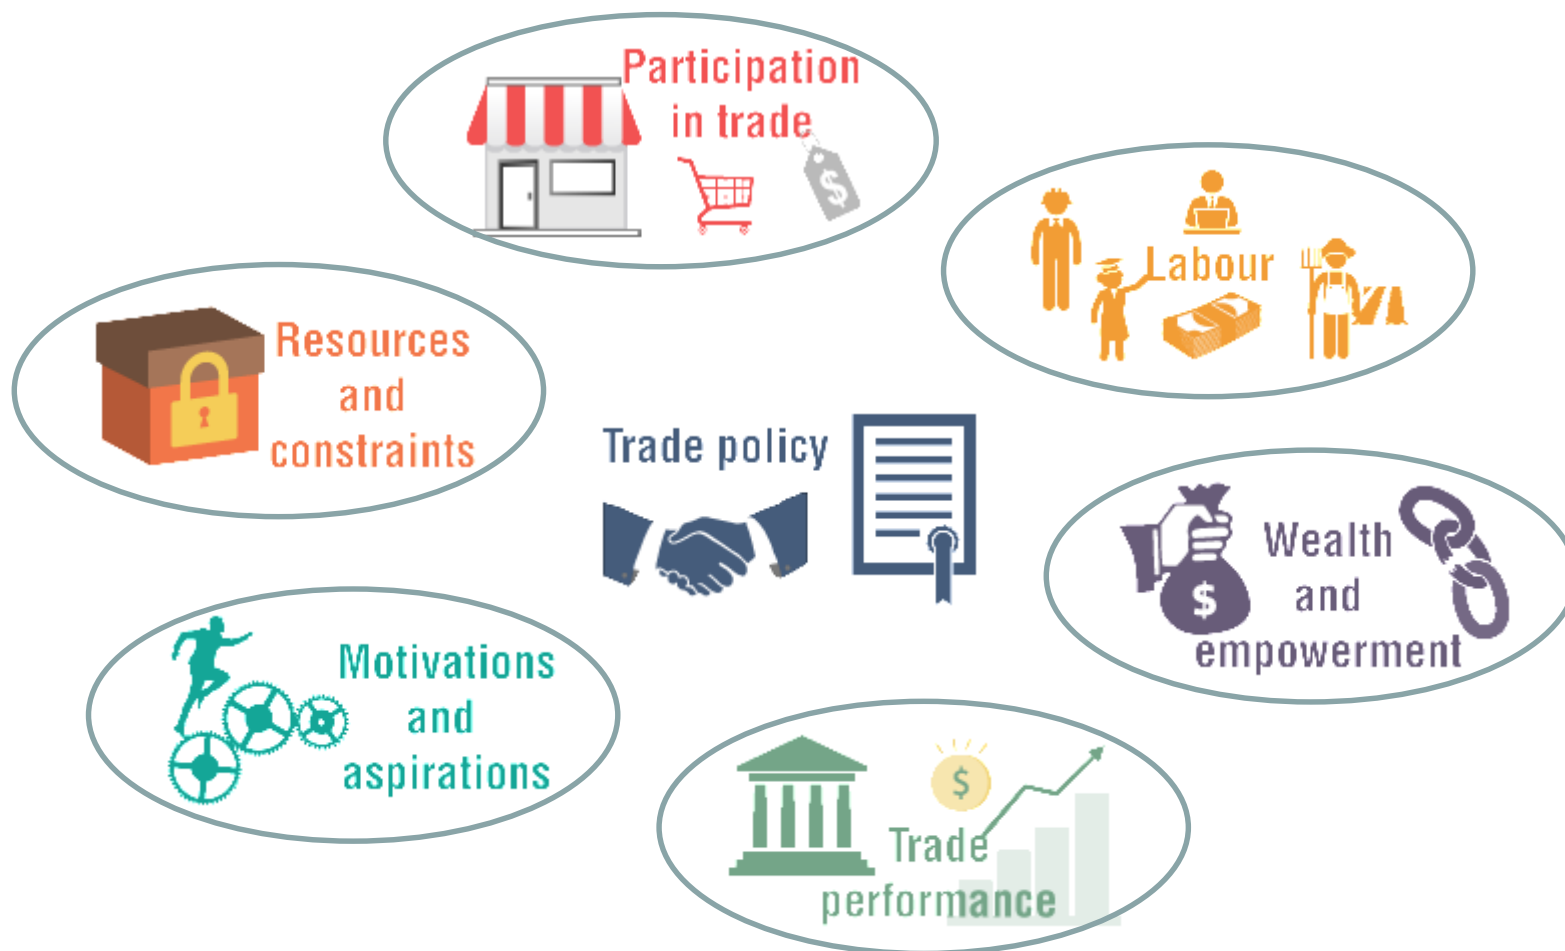 Participation
in trade
$
Labour
Resources
and
constraints
Trade policy
Wealth
and
empowerment
$
Motivations
and
aspirations
$
Trade
performance